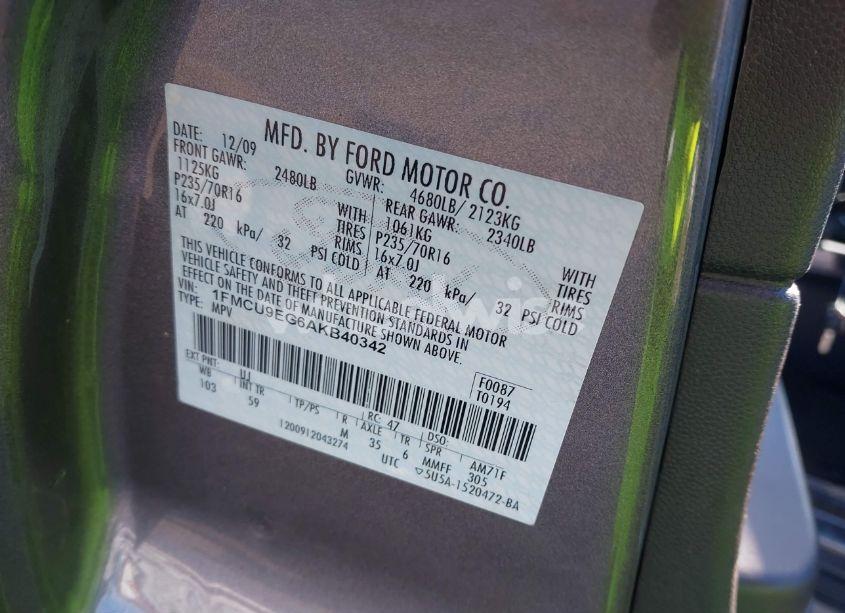 MFD. BY FORD MOTOR CO.
DATE: 12/09 GVWR: 4680LB/ 2123KG
FRONT GAWR: 2480LB REAR GAWR: 2340LB
1125KG WITH 1061KG WITH
P235/70R16 TIRES P235/70R16 TIRES
16x7.0J RIMS 16x7.0J RIMS
AT 220 kPa/ 32 PSI COLD AT 220 kPa/ 32 PSI COLD
THIS VEHICLE CONFORMS TO ALL APPLICABLE FEDERAL MOTOR
VEHICLE SAFETY AND THEFT PREVENTION STANDARDS IN
EFFECT ON THE DATE OF MANUFACTURE SHOWN ABOVE.
VIN: 1FMCU9EG6AKB40342
TYPE: MPV
F0087
T0194
EXT PNT: UJ RC: 47 DSO:
WB INT TR TP/PS R AXLE TR SPR AM71F
103 59 M 35 6 MMFF 305
1200912043274 UTC 5U5A-1520472-BA